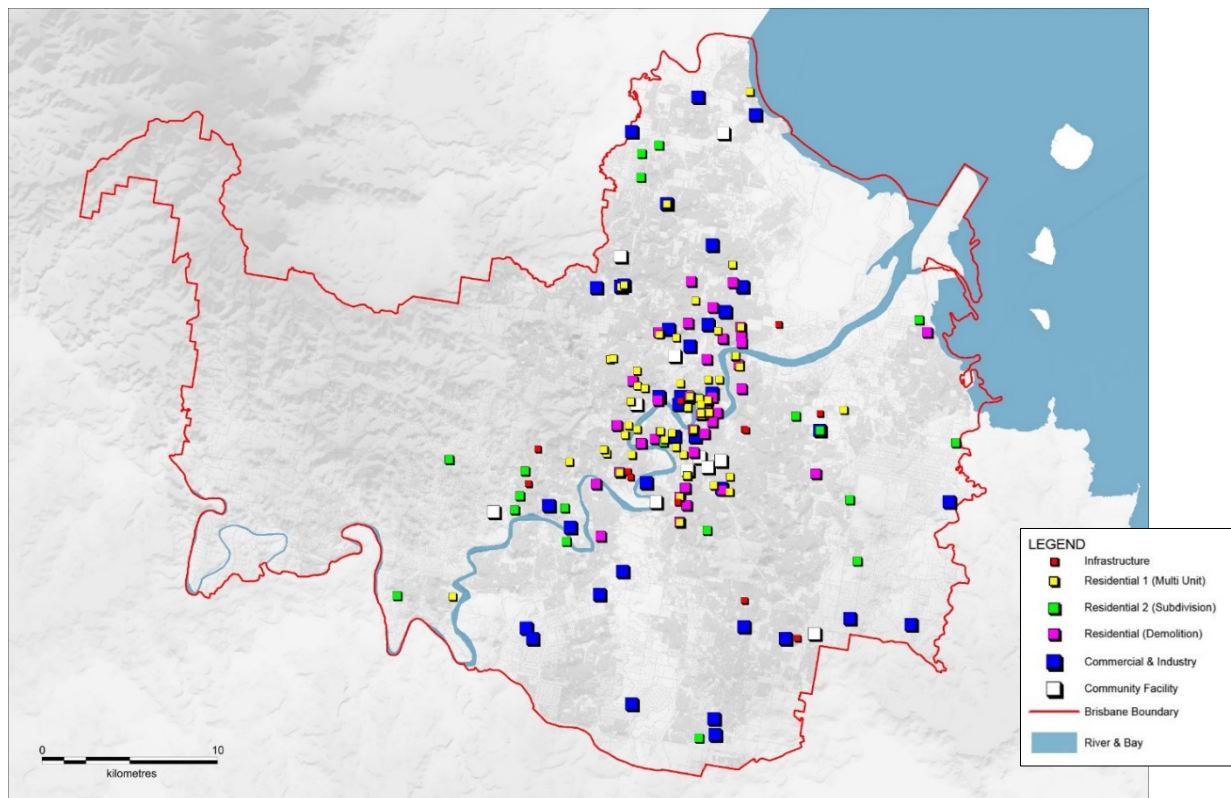 LEGEND
Infrastructure
Residential 1 (Multi Unit)
Residential 2 (Subdivision)
Residential (Demolition)
Commercial & Industry
Community Facility
Brisbane Boundary
River & Bay
0 10
kilometres